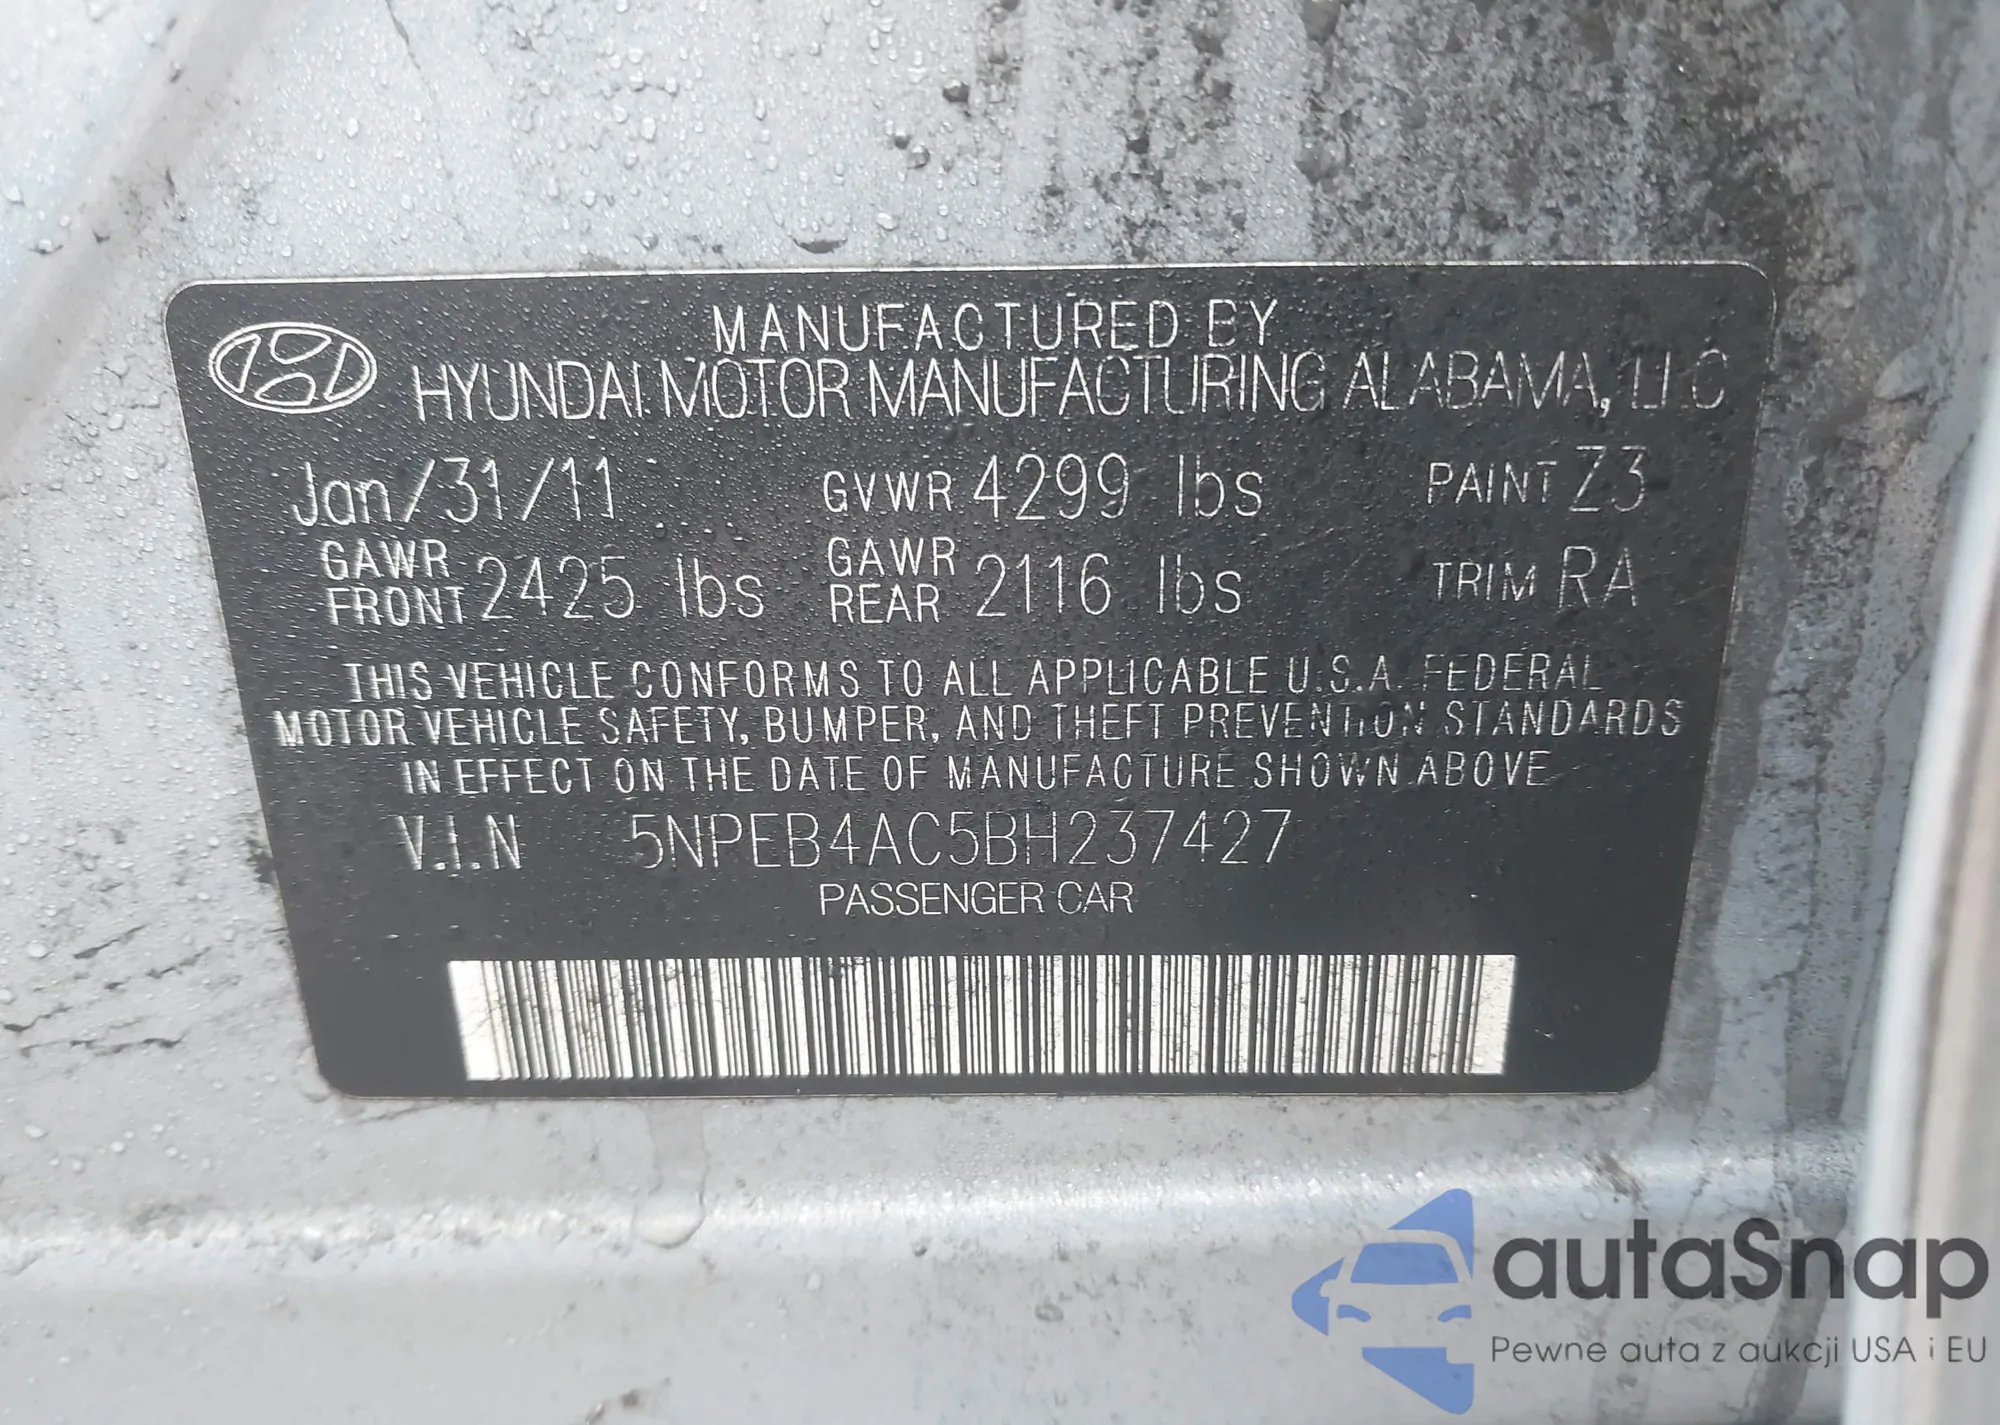 MANUFACTURED BY
HYUNDAI MOTOR MANUFACTURING ALABAMA, LLC
Jan/31/11 GVWR 4299 lbs PAINT Z3
GAWR FRONT 2425 lbs GAWR REAR 2116 lbs TRIM RA
THIS VEHICLE CONFORMS TO ALL APPLICABLE U.S.A. FEDERAL
MOTOR VEHICLE SAFETY, BUMPER, AND THEFT PREVENTION STANDARDS
IN EFFECT ON THE DATE OF MANUFACTURE SHOWN ABOVE
V.I.N 5NPEB4AC5BH237427
PASSENGER CAR
autaSnap
Pewne auta z aukcji USA i EU